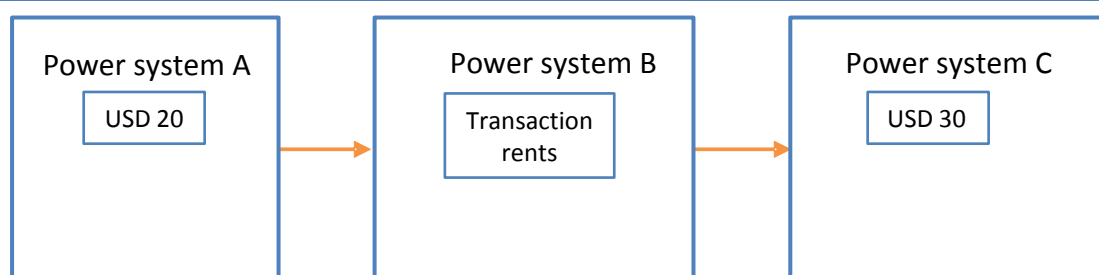 Power system A
USD 20
Power system B
Transaction
rents
Power system C
USD 30